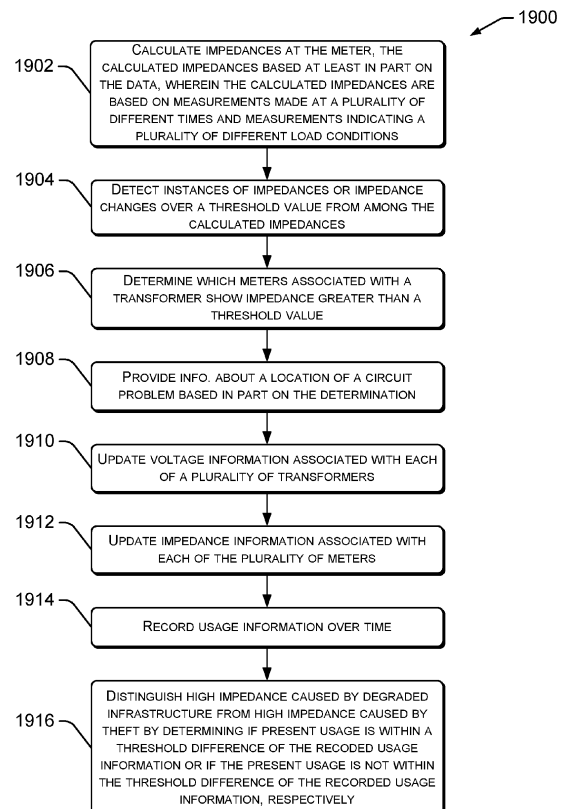 1900
1902
CALCULATE IMPEDANCES AT THE METER, THE
CALCULATED IMPEDANCES BASED AT LEAST IN PART ON
THE DATA, WHEREIN THE CALCULATED IMPEDANCES ARE
BASED ON MEASUREMENTS MADE AT A PLURALITY OF
DIFFERENT TIMES AND MEASUREMENTS INDICATING A
PLURALITY OF DIFFERENT LOAD CONDITIONS
1904
DETECT INSTANCES OF IMPEDANCES OR IMPEDANCE
CHANGES OVER A THRESHOLD VALUE FROM AMONG THE
CALCULATED IMPEDANCES
1906
DETERMINE WHICH METERS ASSOCIATED WITH A
TRANSFORMER SHOW IMPEDANCE GREATER THAN A
THRESHOLD VALUE
1908
PROVIDE INFO. ABOUT A LOCATION OF A CIRCUIT
PROBLEM BASED IN PART ON THE DETERMINATION
1910
UPDATE VOLTAGE INFORMATION ASSOCIATED WITH EACH
OF A PLURALITY OF TRANSFORMERS
1912
UPDATE IMPEDANCE INFORMATION ASSOCIATED WITH
EACH OF THE PLURALITY OF METERS
1914
RECORD USAGE INFORMATION OVER TIME
1916
DISTINGUISH HIGH IMPEDANCE CAUSED BY DEGRADED
INFRASTRUCTURE FROM HIGH IMPEDANCE CAUSED BY
THEFT BY DETERMINING IF PRESENT USAGE IS WITHIN A
THRESHOLD DIFFERENCE OF THE RECODED USAGE
INFORMATION OR IF THE PRESENT USAGE IS NOT WITHIN
THE THRESHOLD DIFFERENCE OF THE RECORDED USAGE
INFORMATION, RESPECTIVELY